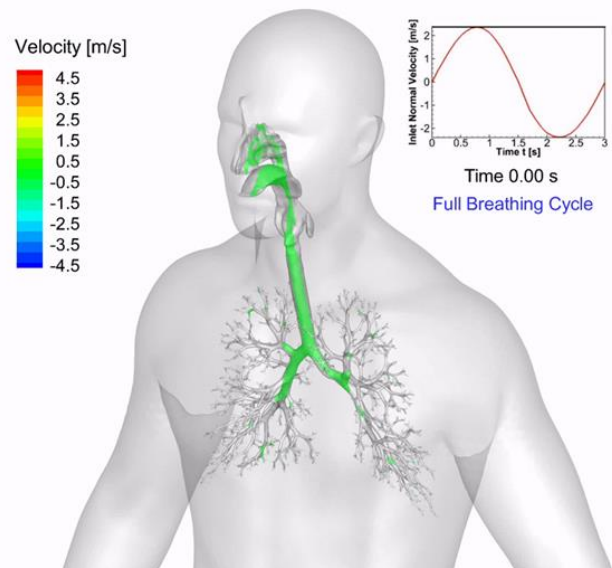 Velocity [m/s]
4.5
3.5
2.5
1.5
0.5
-0.5
-1.5
-2.5
-3.5
-4.5
Inlet Normal Velocity [m/s]
2
1
0
-1
-2
0 0.5 1 1.5 2 2.5 3
Time t [s]
Time 0.00 s
Full Breathing Cycle